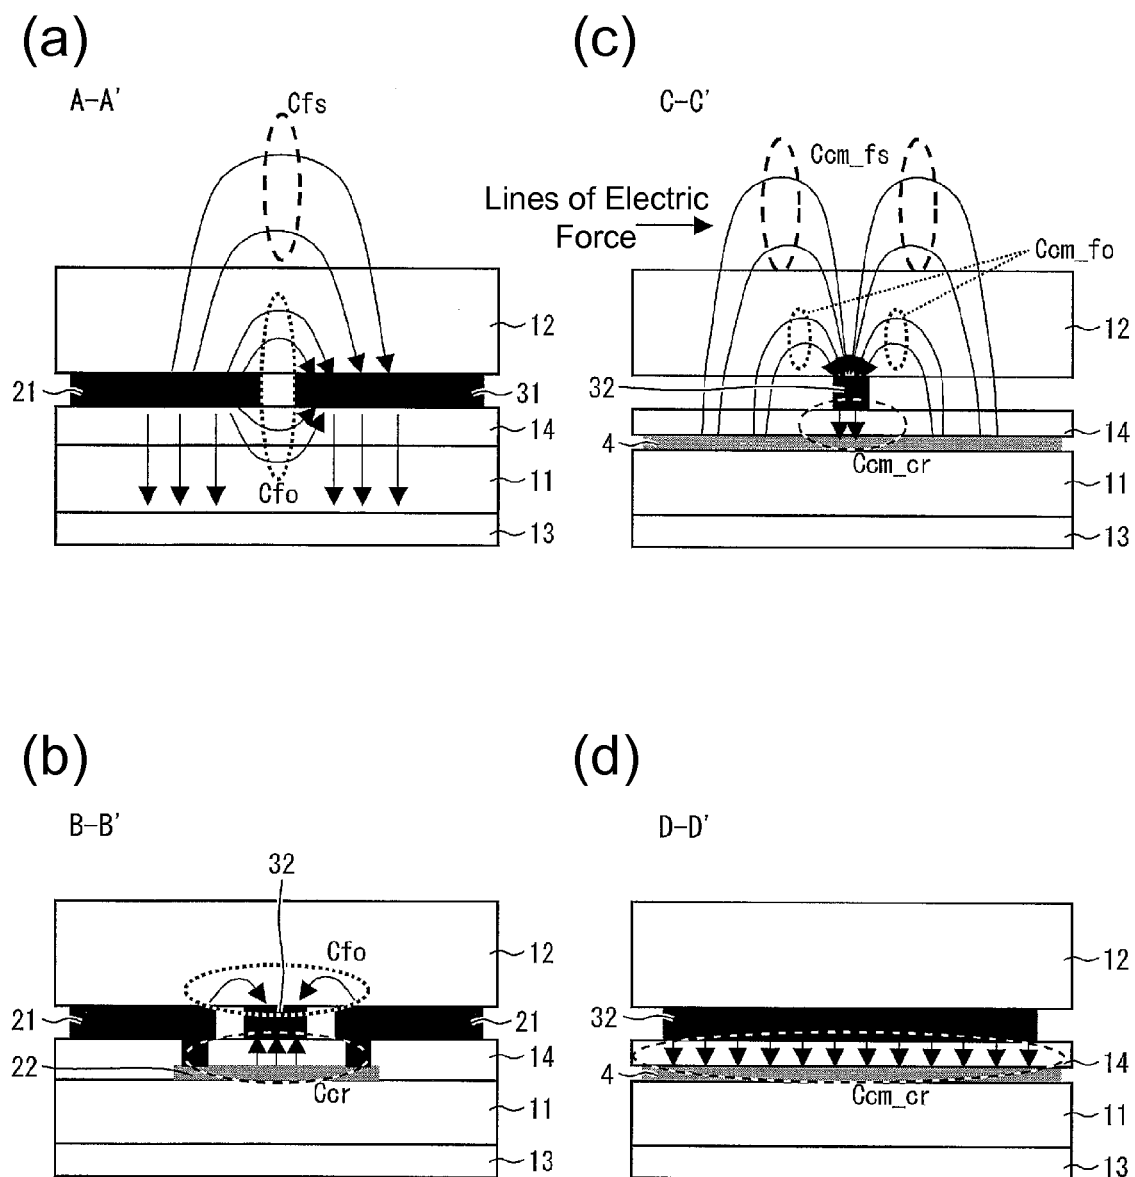 (a)
A-A'
Cfs
12
21
31
14
11
Cfo
13
(c)
C-C'
Ccm_fs
Lines of Electric
Force
Ccm_fo
12
32
4
14
Ccm_cr
11
13
(b)
B-B'
32
12
Cfo
21
21
14
22
Ccr
11
13
(d)
D-D'
12
32
14
4
Ccm_cr
11
13